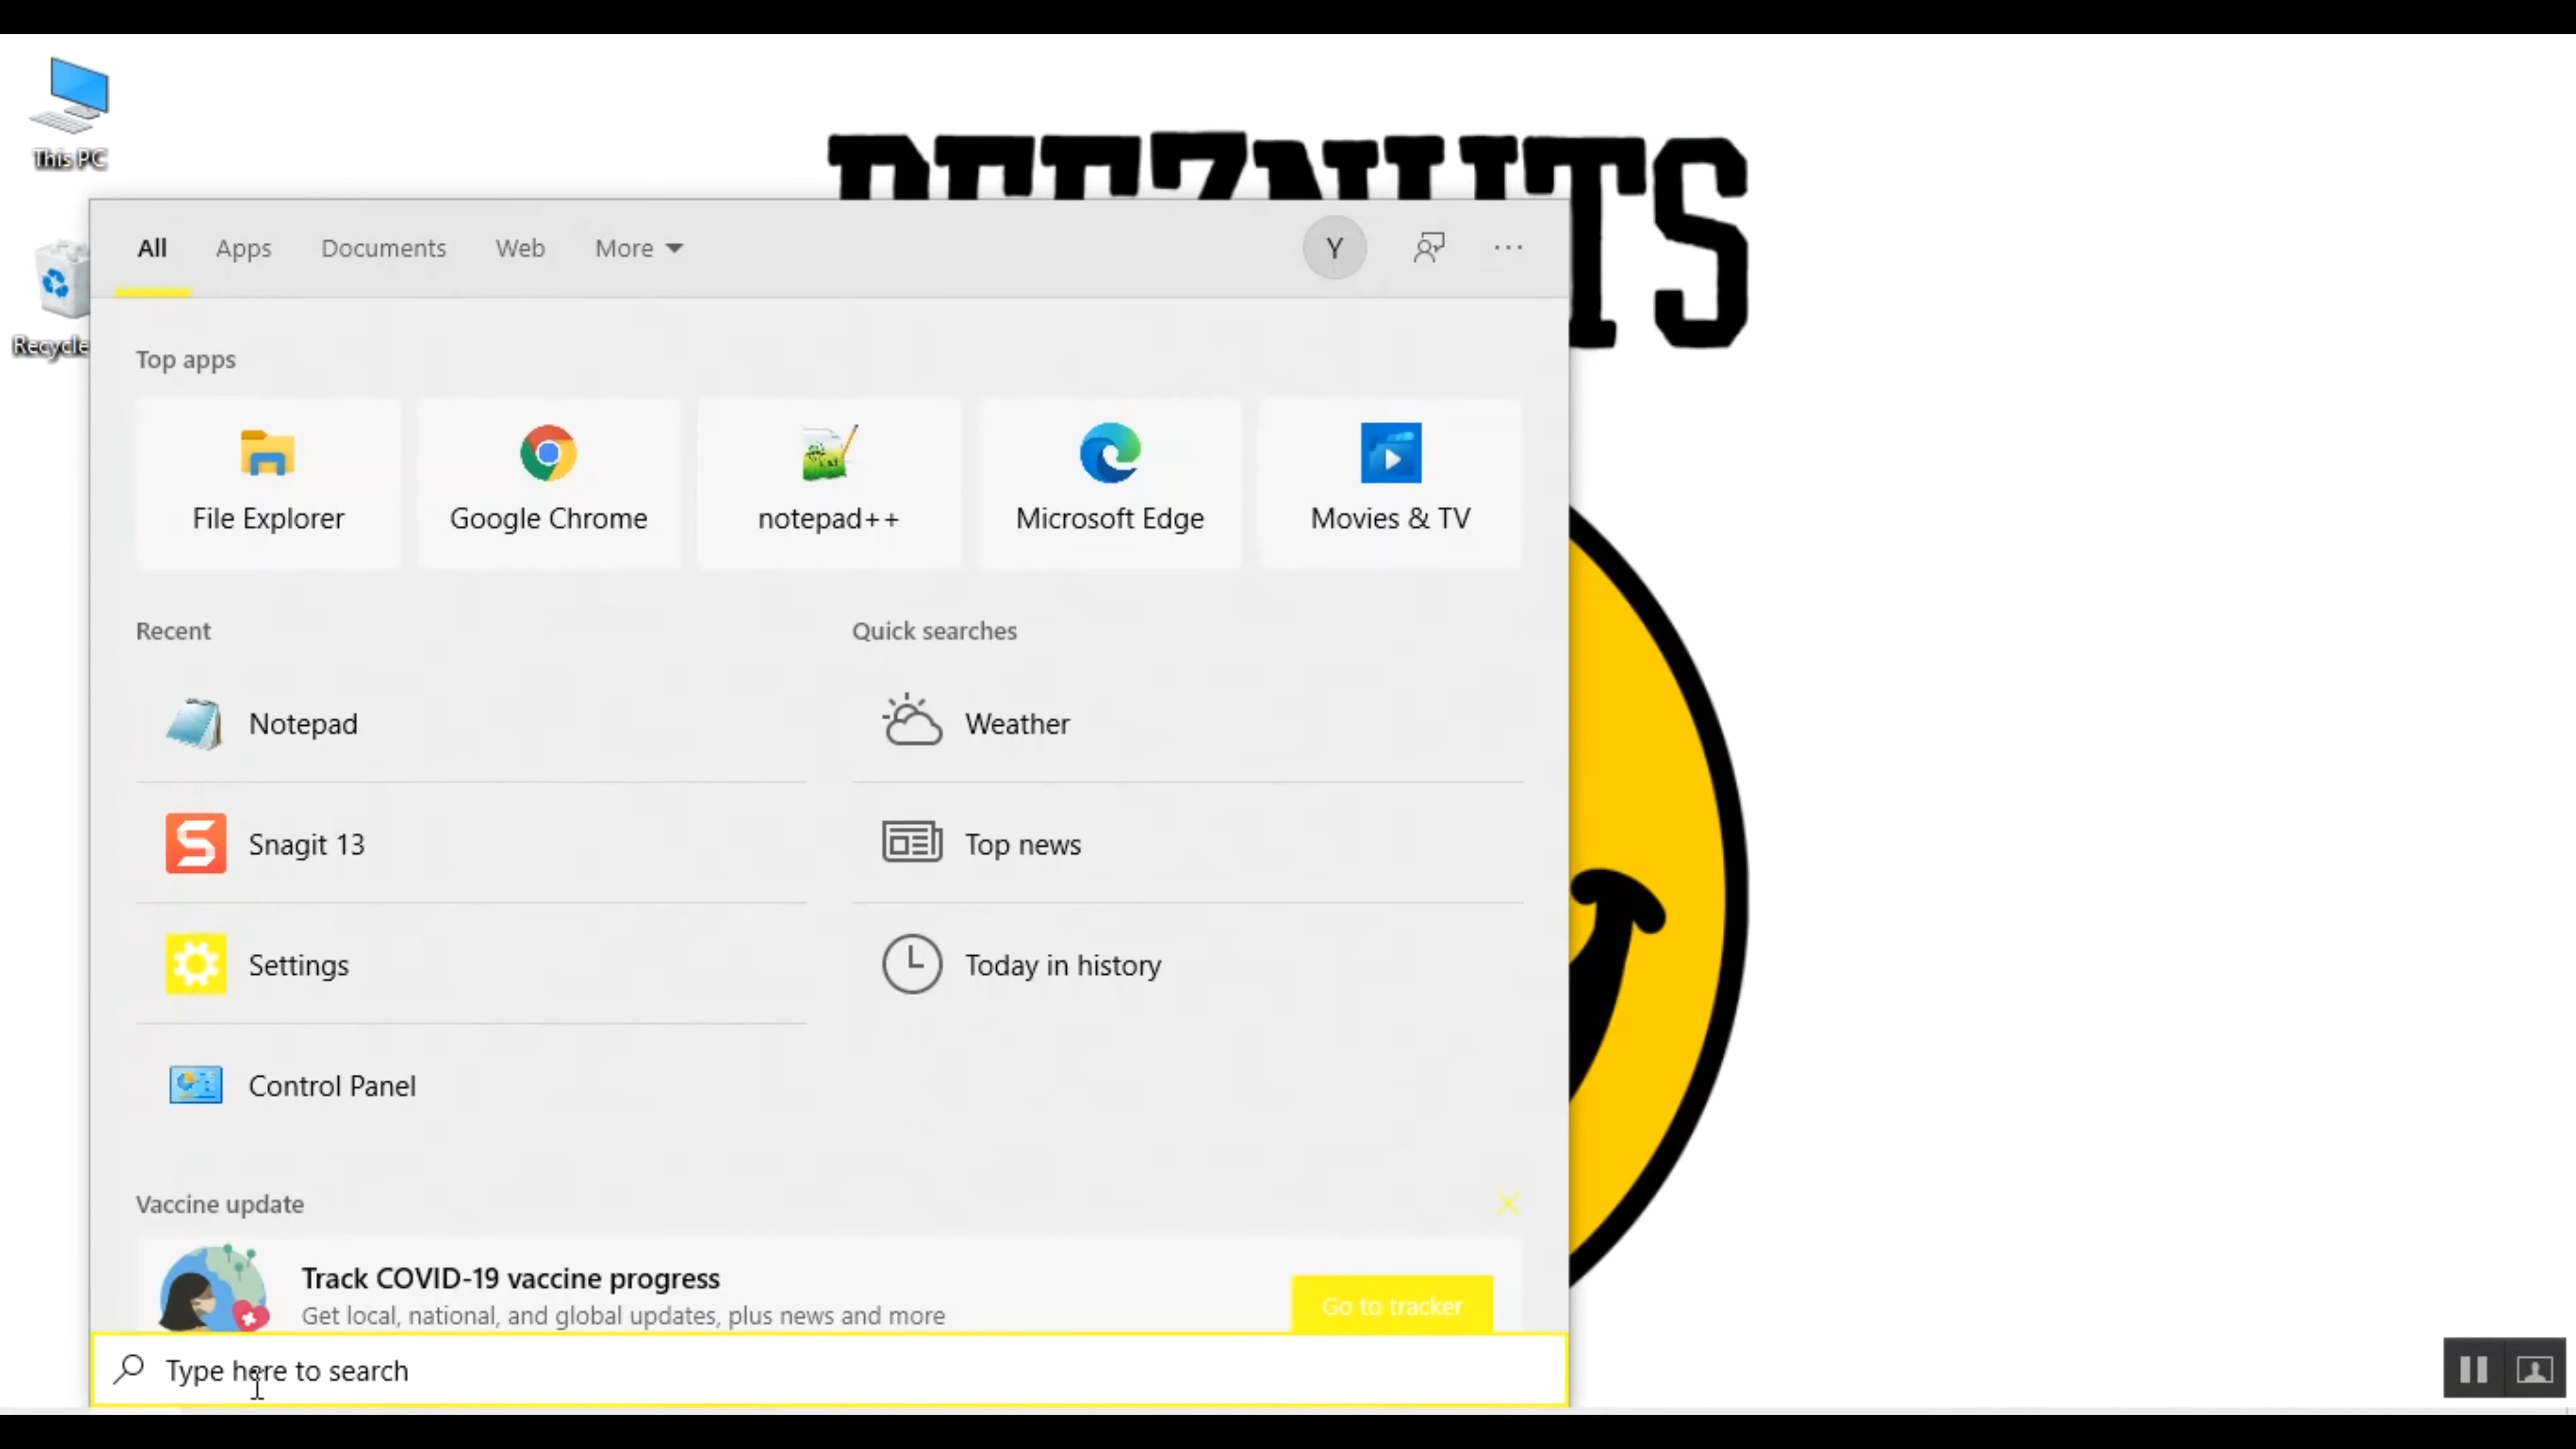 This PC
DEEZNUTS
Recycle
All Apps Documents Web More
Y
Top apps
File Explorer Google Chrome notepad++ Microsoft Edge Movies & TV
Recent Quick searches
Notepad Weather
Snagit 13 Top news
Settings Today in history
Control Panel
Vaccine update
Track COVID-19 vaccine progress
Get local, national, and global updates, plus news and more
Go to tracker
Type here to search